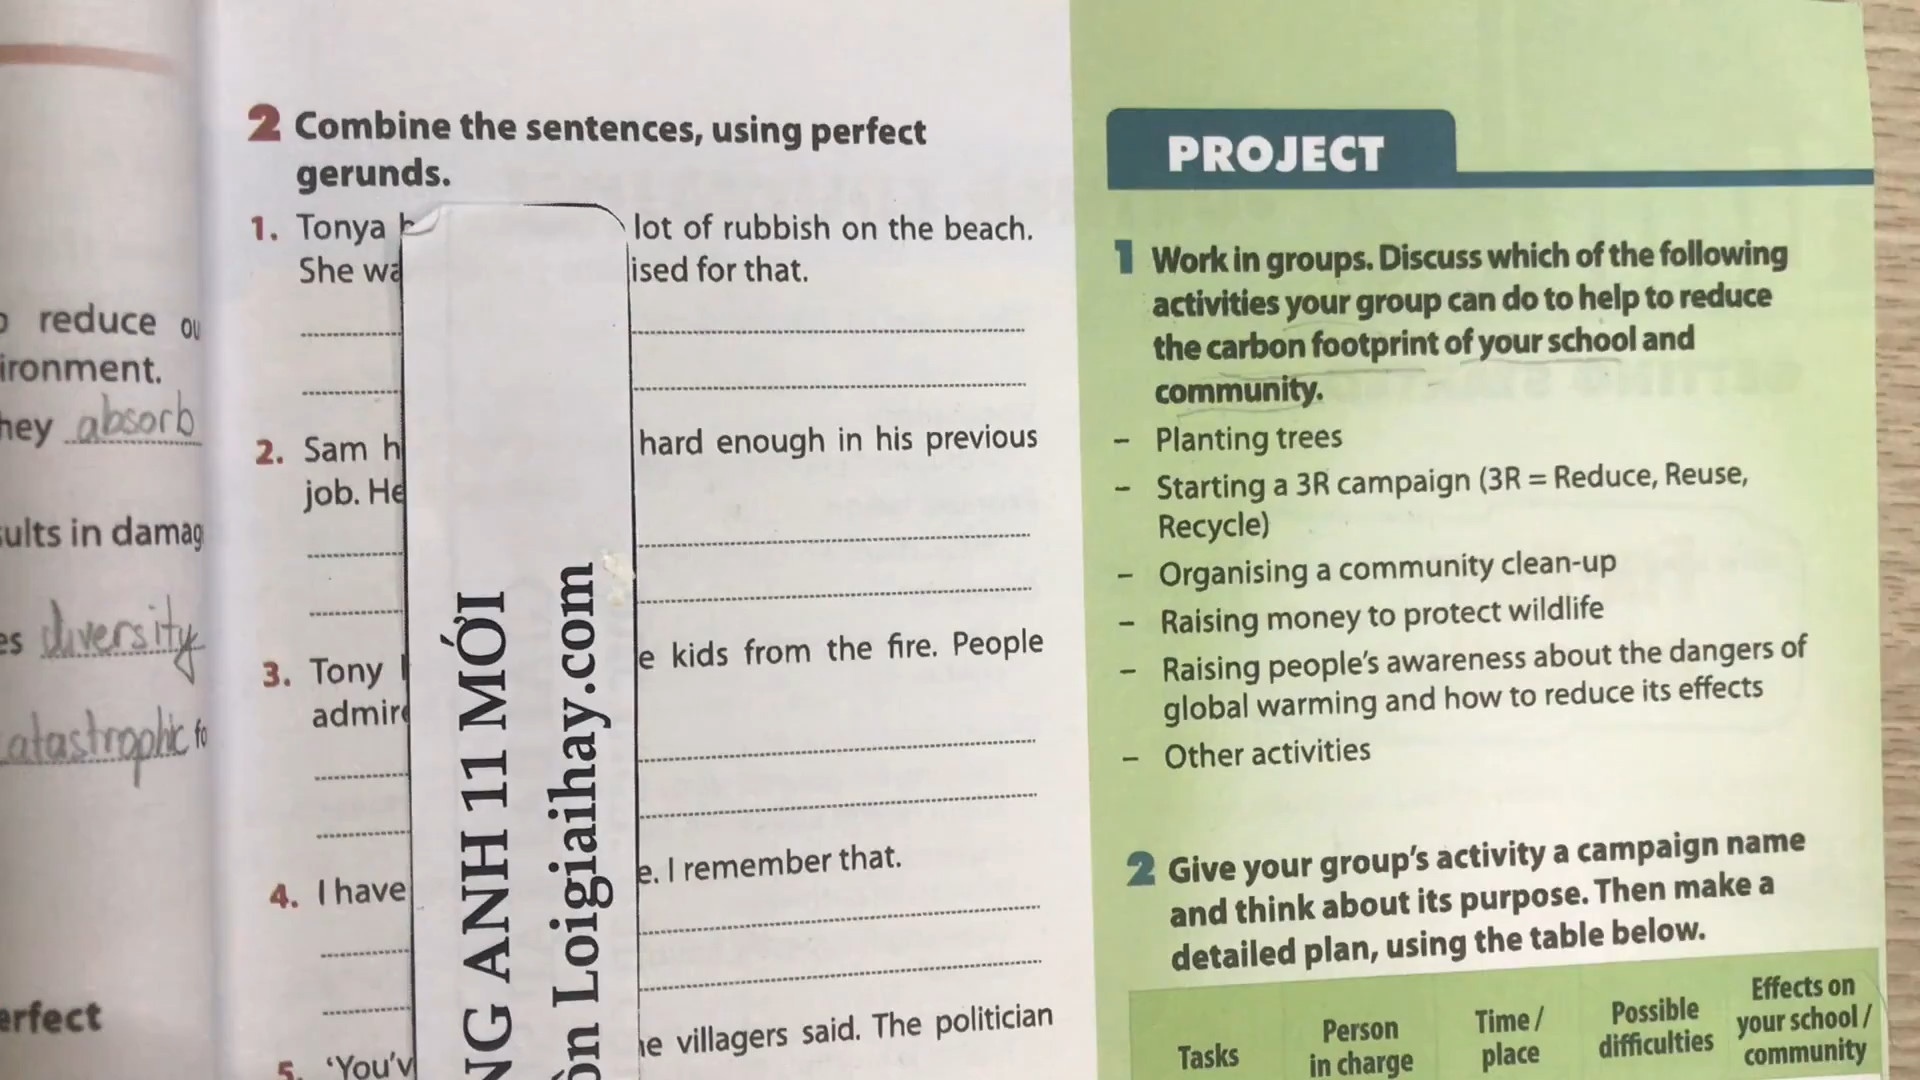 reduce
ironment.
hey absorb
sults in damag
es diversity
atastrophic fo
erfect
2 Combine the sentences, using perfect
gerunds.
1. Tonya lot of rubbish on the beach.
She for that.
2. Sam hard enough in his previous
job. He
3. Tony kids from the fire. People
4. I have I remember that.
5. villagers said. The politician
ANH 11 MỚI
Loigiaihay.com
PROJECT
1 Work in groups. Discuss which of the following
activities your group can do to help to reduce
the carbon footprint of your school and
community.
– Planting trees
– Starting a 3R campaign (3R = Reduce, Reuse,
Recycle)
– Organising a community clean-up
– Raising money to protect wildlife
– Raising people's awareness about the dangers of
global warming and how to reduce its effects
– Other activities
2 Give your group's activity a campaign name
and think about its purpose. Then make a
detailed plan, using the table below.
Tasks
Person
in charge
Time /
place
Possible
difficulties
Effects on
your school /
community